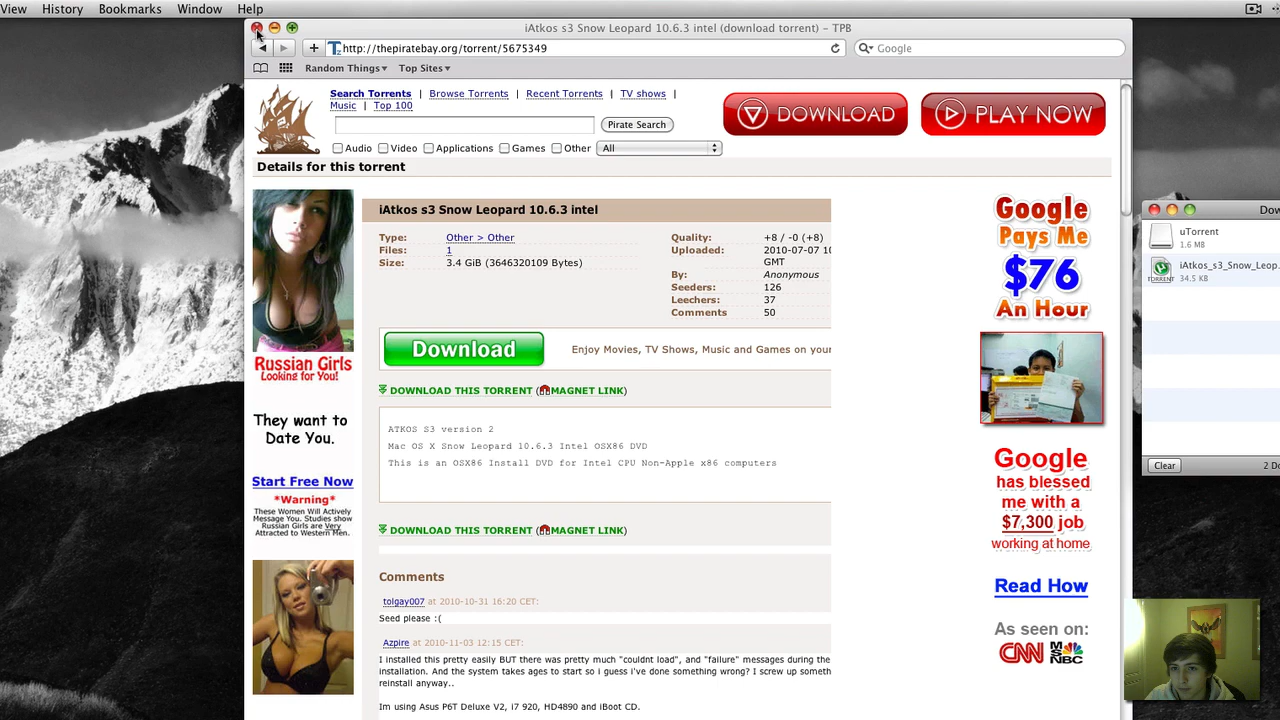 View History Bookmarks Window Help
iAtkos s3 Snow Leopard 10.6.3 intel (download torrent) – TPB
http://thepiratebay.org/torrent/5675349
Google
Random Things Top Sites
Search Torrents | Browse Torrents | Recent Torrents | TV shows |
Music | Top 100
Pirate Search
Audio Video Applications Games Other All
DOWNLOAD
PLAY NOW
Details for this torrent
iAtkos s3 Snow Leopard 10.6.3 intel
Type: Other > Other
Files: 1
Size: 3.4 GiB (3646320109 Bytes)
Quality: +8 / -0 (+8)
Uploaded: 2010-07-07 10
GMT
By: Anonymous
Seeders: 126
Leechers: 37
Comments 50
Download
Enjoy Movies, TV Shows, Music and Games on your
DOWNLOAD THIS TORRENT (MAGNET LINK)
ATKOS S3 version 2
Mac OS X Snow Leopard 10.6.3 Intel OSX86 DVD
This is an OSX86 Install DVD for Intel CPU Non-Apple x86 computers
DOWNLOAD THIS TORRENT (MAGNET LINK)
Comments
tolgay007 at 2010-10-31 16:20 CET:
Seed please :(
Azpire at 2010-11-03 12:15 CET:
I installed this pretty easily BUT there was pretty much "couldnt load", and "failure" messages during the
installation. And the system takes ages to start so i guess i've done something wrong? I screw up someth
reinstall anyway..
Im using Asus P6T Deluxe V2, i7 920, HD4890 and iBoot CD.
Russian Girls
Looking for You!
They want to
Date You.
Start Free Now
*Warning*
These Women Will Actively
Message You. Studies show
Russian Girls are Very
Attracted to Western Men.
Google
Pays Me
$76
An Hour
Google
has blessed
me with a
$7,300 job
working at home
Read How
As seen on:
CNN MSNBC
Dow
uTorrent
1.6 MB
iAtkos_s3_Snow_Leop...
34.5 KB
TORRENT
Clear
2 Do